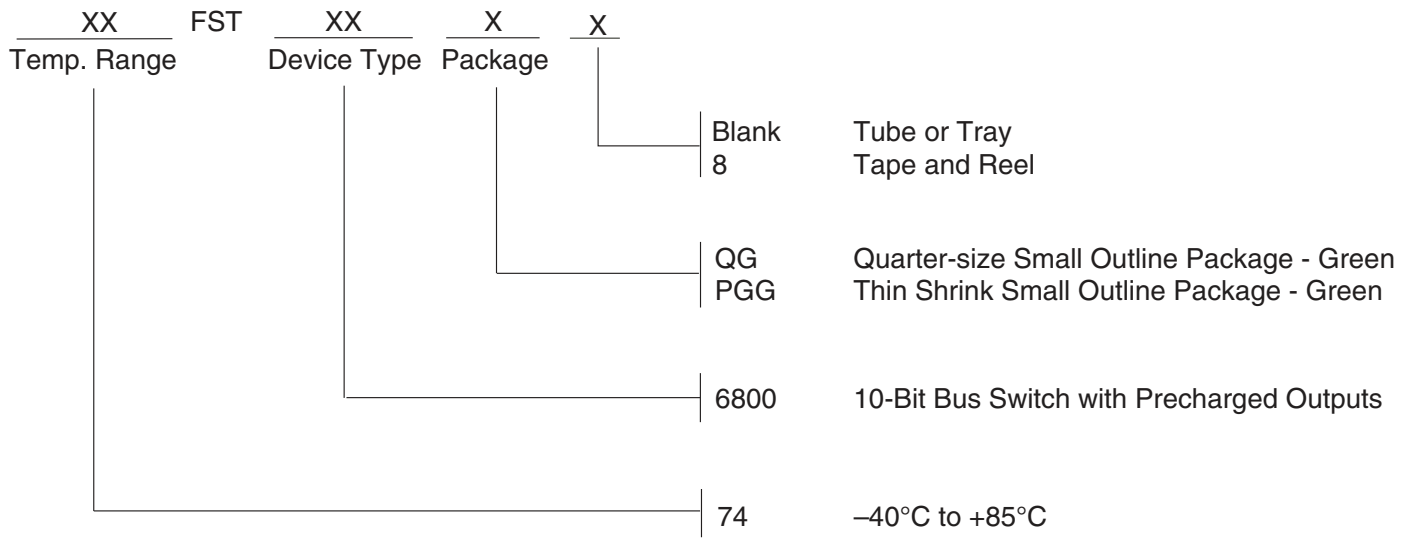 XX FST XX X X
Temp. Range Device Type Package
Blank Tube or Tray
8 Tape and Reel
QG Quarter-size Small Outline Package - Green
PGG Thin Shrink Small Outline Package - Green
6800 10-Bit Bus Switch with Precharged Outputs
74 –40°C to +85°C